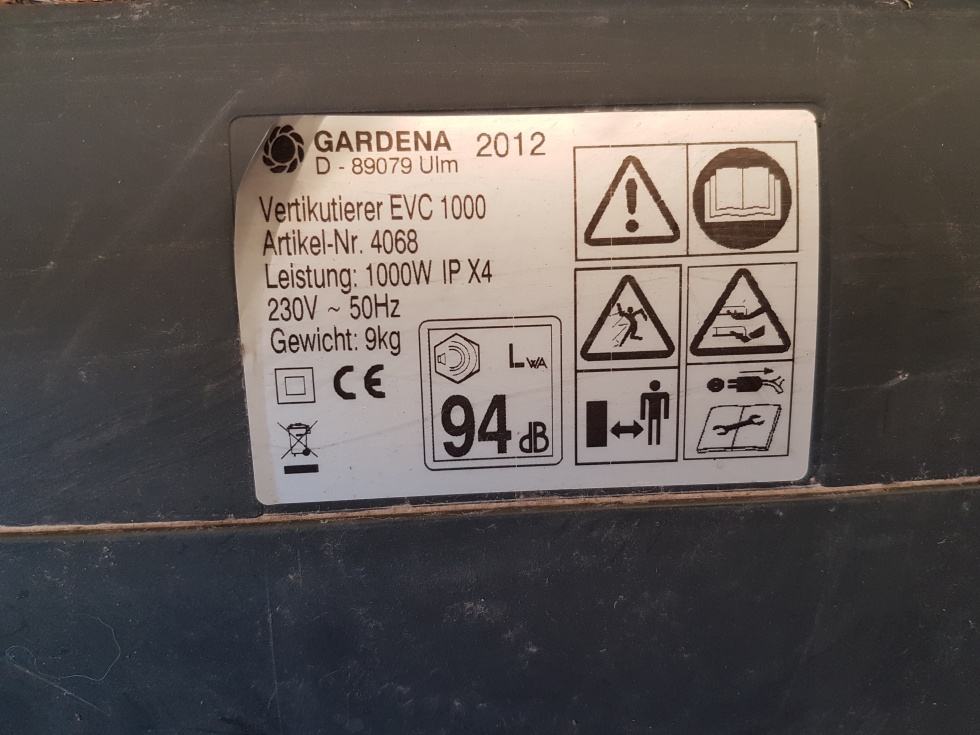 GARDENA 2012
D - 89079 Ulm
Vertikutierer EVC 1000
Artikel-Nr. 4068
Leistung: 1000W IP X4
230V ~ 50Hz
Gewicht: 9kg
CE
LWA
94 dB